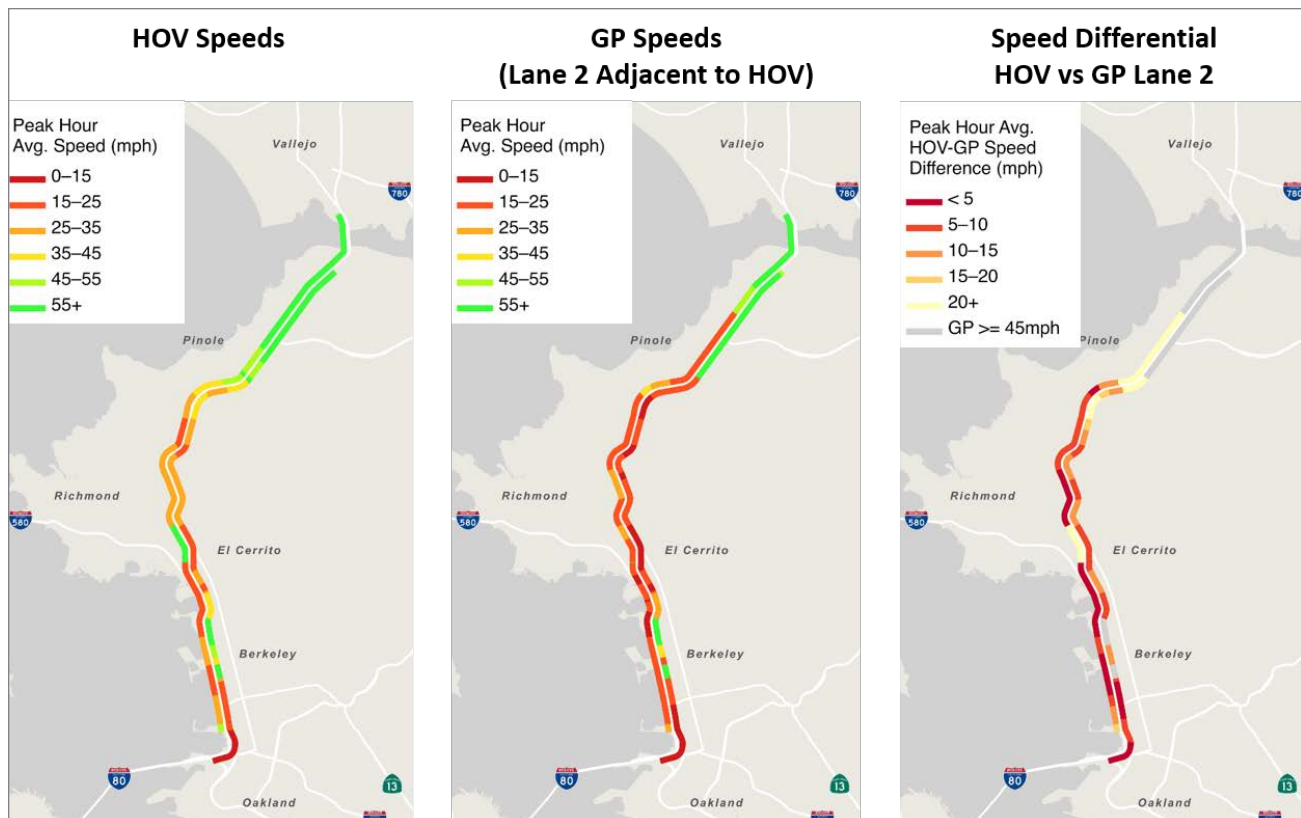 HOV Speeds
Peak Hour
Avg. Speed (mph)
0–15
15–25
25–35
35–45
45–55
55+
Vallejo
780
Pinole
Richmond
580
El Cerrito
Berkeley
80
13
Oakland
GP Speeds
(Lane 2 Adjacent to HOV)
Peak Hour
Avg. Speed (mph)
0–15
15–25
25–35
35–45
45–55
55+
Vallejo
780
Pinole
Richmond
580
El Cerrito
Berkeley
80
13
Oakland
Speed Differential
HOV vs GP Lane 2
Peak Hour Avg.
HOV-GP Speed
Difference (mph)
< 5
5–10
10–15
15–20
20+
GP >= 45mph
Vallejo
780
Pinole
Richmond
580
El Cerrito
Berkeley
80
13
Oakland